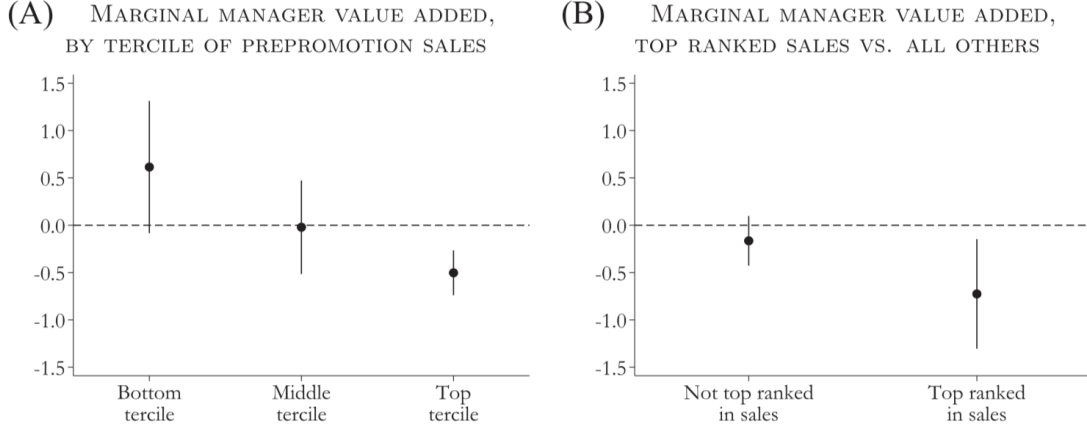 (A) MARGINAL MANAGER VALUE ADDED,
BY TERCILE OF PREPROMOTION SALES
1.5
1.0
0.5
0.0
-0.5
-1.0
-1.5
Bottom
tercile
Middle
tercile
Top
tercile
(B) MARGINAL MANAGER VALUE ADDED,
TOP RANKED SALES VS. ALL OTHERS
1.5
1.0
0.5
0.0
-0.5
-1.0
-1.5
Not top ranked
in sales
Top ranked
in sales